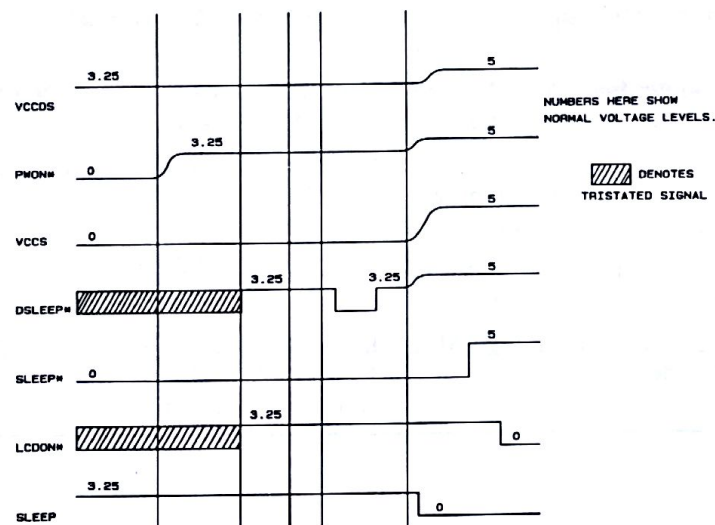 3.25
5
VCCDS
NUMBERS HERE SHOW
NORMAL VOLTAGE LEVELS.
5
3.25
PWON*
0
DENOTES
TRISTATED SIGNAL
5
VCCS
0
3.25
3.25
5
DSLEEP*
5
SLEEP*
0
3.25
LCDON*
0
3.25
0
SLEEP